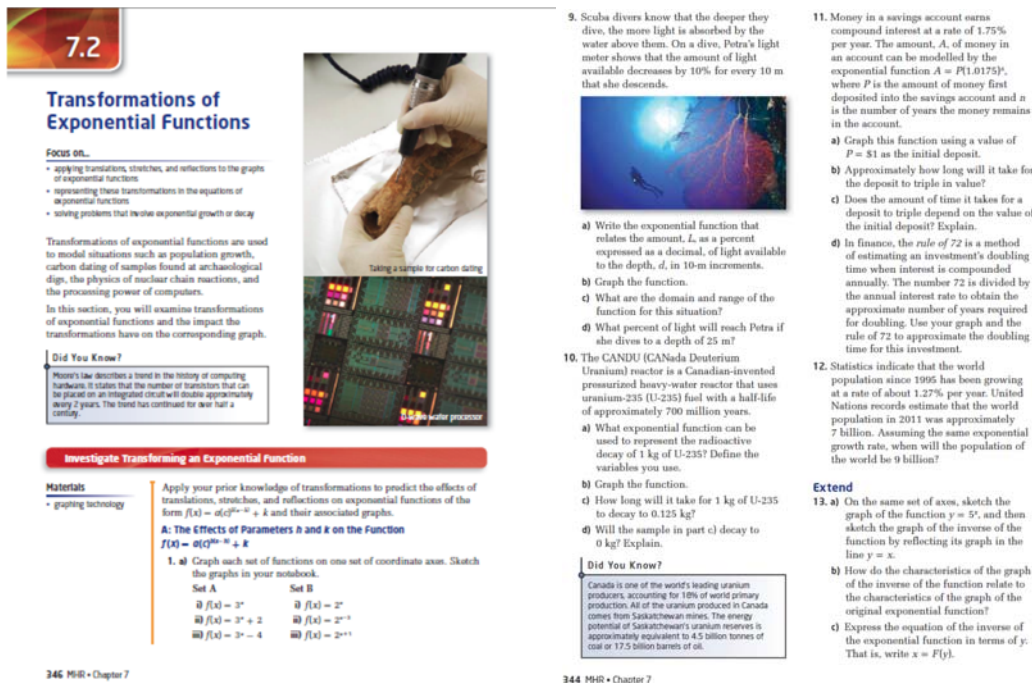 7.2
Transformations of
Exponential Functions
Focus on...
• applying translations, stretches, and reflections to the graphs
of exponential functions
• representing these transformations in the equations of
exponential functions
• solving problems that involve exponential growth or decay
Transformations of exponential functions are used
to model situations such as population growth,
carbon dating of samples found at archaeological
digs, the physics of nuclear chain reactions, and
the processing power of computers.
In this section, you will examine transformations
of exponential functions and the impact the
transformations have on the corresponding graph.
Did You Know?
Moore's law describes a trend in the history of computing
hardware. It states that the number of transistors that can
be placed on an integrated circuit will double approximately
every 2 years. The trend has continued for over half a
century.
Taking a sample for carbon dating
wafer processor
Investigate Transforming an Exponential Function
Materials
• graphing technology
Apply your prior knowledge of transformations to predict the effects of
translations, stretches, and reflections on exponential functions of the
form f(x) = a(c)^{b(x − h)} + k and their associated graphs.
A: The Effects of Parameters h and k on the Function
f(x) = a(c)^{b(x − h)} + k
1. a) Graph each set of functions on one set of coordinate axes. Sketch
the graphs in your notebook.
Set A Set B
i) f(x) = 3ˣ i) f(x) = 2ˣ
ii) f(x) = 3ˣ + 2 ii) f(x) =
iii) f(x) = 3ˣ − 4 iii) f(x) = 2ˣ⁺¹
346 MHR • Chapter 7
9. Scuba divers know that the deeper they
dive, the more light is absorbed by the
water above them. On a dive, Petra's light
meter shows that the amount of light
available decreases by 10% for every 10 m
that she descends.
a) Write the exponential function that
relates the amount, L, as a percent
expressed as a decimal, of light available
to the depth, d, in 10-m increments.
b) Graph the function.
c) What are the domain and range of the
function for this situation?
d) What percent of light will reach Petra if
she dives to a depth of 25 m?
10. The CANDU (CANada Deuterium
Uranium) reactor is a Canadian-invented
pressurized heavy-water reactor that uses
uranium-235 (U-235) fuel with a half-life
of approximately 700 million years.
a) What exponential function can be
used to represent the radioactive
decay of 1 kg of U-235? Define the
variables you use.
b) Graph the function.
c) How long will it take for 1 kg of U-235
to decay to 0.125 kg?
d) Will the sample in part c) decay to
0 kg? Explain.
Did You Know?
Canada is one of the world's leading uranium
producers, accounting for 18% of world primary
production. All of the uranium produced in Canada
comes from Saskatchewan mines. The energy
potential of Saskatchewan's uranium reserves is
approximately equivalent to 4.5 billion tonnes of
coal or 17.5 billion barrels of oil.
344 MHR • Chapter 7
11. Money in a savings account earns
compound interest at a rate of 1.75%
per year. The amount, A, of money in
an account can be modelled by the
exponential function A = P(1.0175)ⁿ,
where P is the amount of money first
deposited into the savings account and n
is the number of years the money remains
in the account.
a) Graph this function using a value of
P = $1 as the initial deposit.
b) Approximately how long will it take for
the deposit to triple in value?
c) Does the amount of time it takes for a
deposit to triple depend on the value of
the initial deposit? Explain.
d) In finance, the rule of 72 is a method
of estimating an investment's doubling
time when interest is compounded
annually. The number 72 is divided by
the annual interest rate to obtain the
approximate number of years required
for doubling. Use your graph and the
rule of 72 to approximate the doubling
time for this investment.
12. Statistics indicate that the world
population since 1995 has been growing
at a rate of about 1.27% per year. United
Nations records estimate that the world
population in 2011 was approximately
7 billion. Assuming the same exponential
growth rate, when will the population of
the world be 9 billion?
Extend
13. a) On the same set of axes, sketch the
graph of the function y = 5ˣ, and then
sketch the graph of the inverse of the
function by reflecting its graph in the
line y = x.
b) How do the characteristics of the graph
of the inverse of the function relate to
the characteristics of the graph of the
original exponential function?
c) Express the equation of the inverse of
the exponential function in terms of y.
That is, write x = F(y).